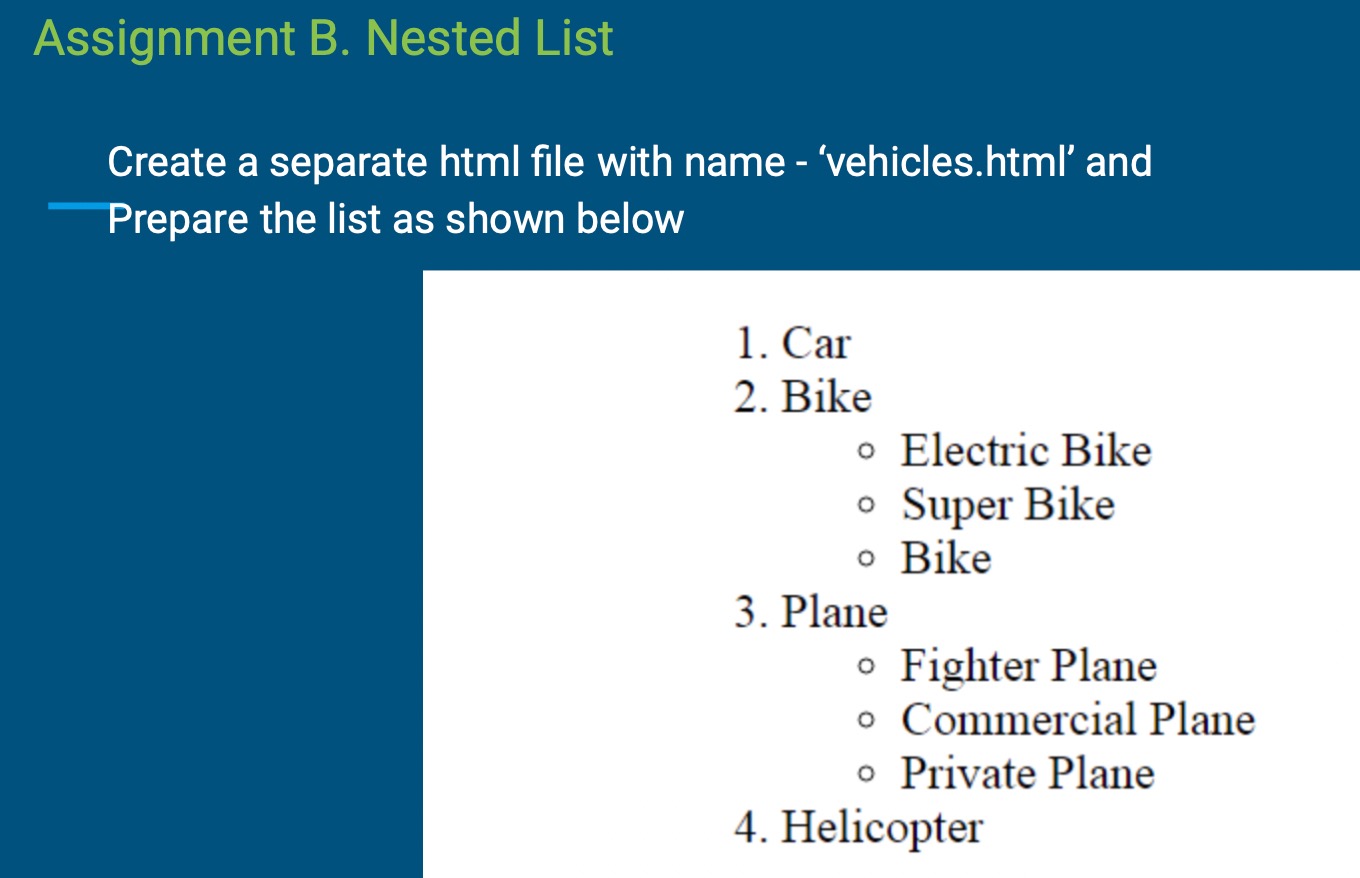 Assignment B. Nested List
Create a separate html file with name - ‘vehicles.html’ and
Prepare the list as shown below
1. Car
2. Bike
◦ Electric Bike
◦ Super Bike
◦ Bike
3. Plane
◦ Fighter Plane
◦ Commercial Plane
◦ Private Plane
4. Helicopter